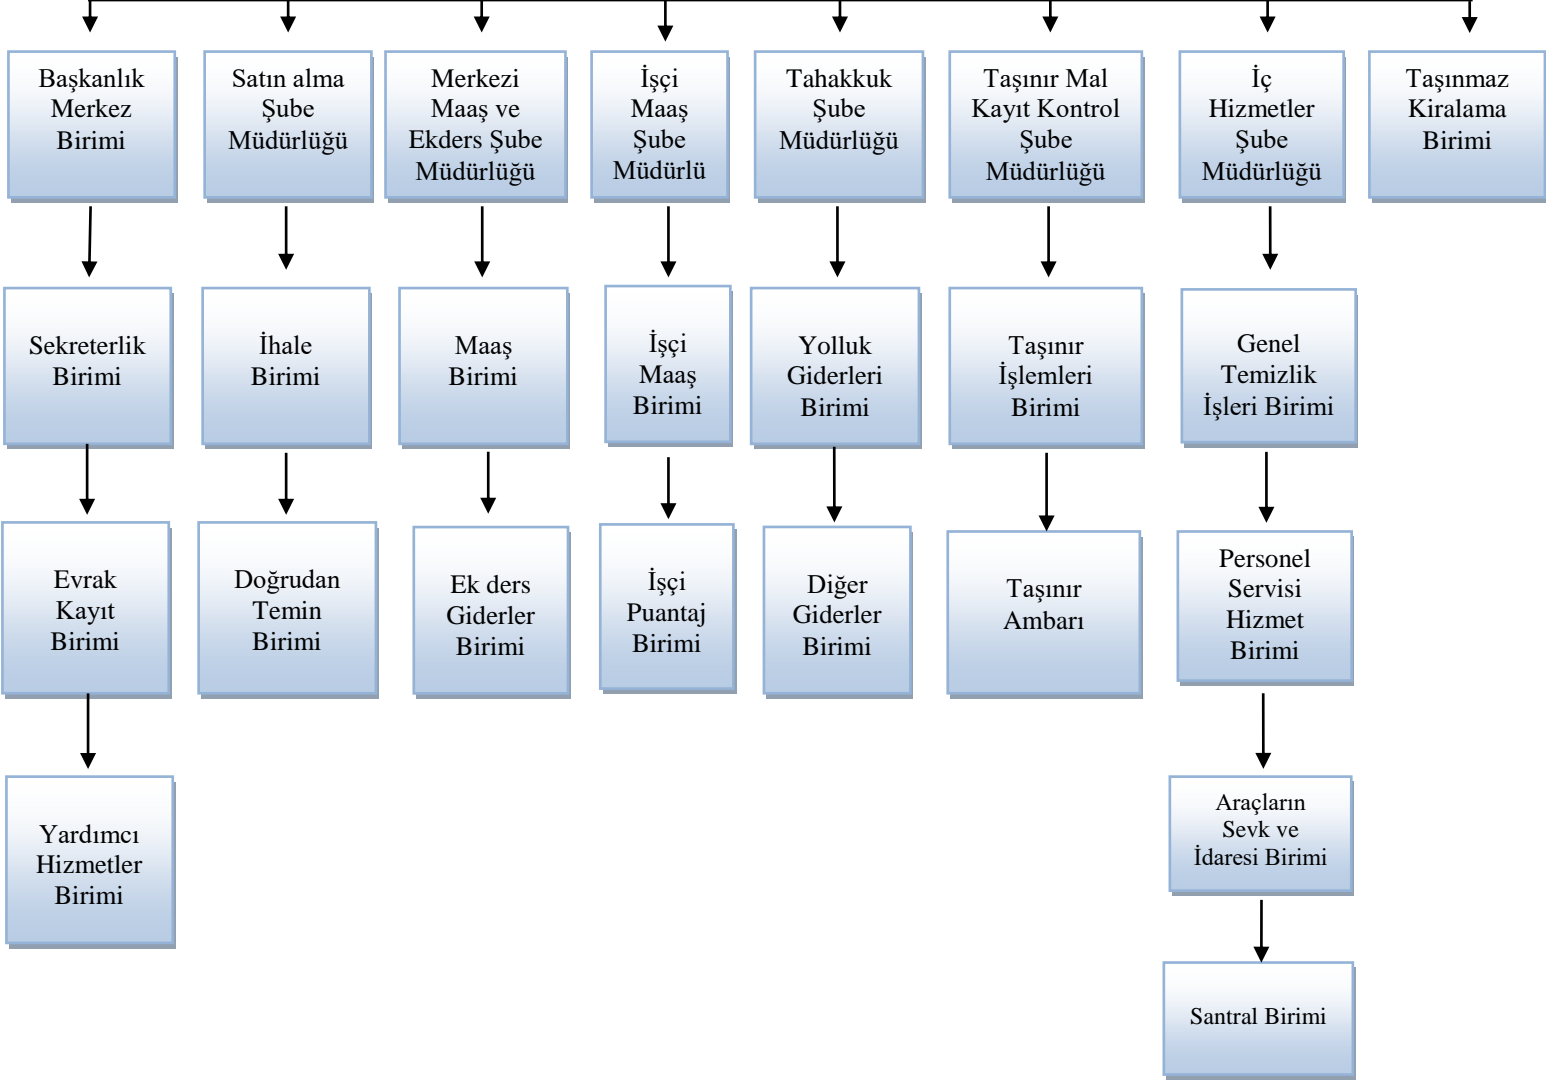 Başkanlık
Merkez
Birimi
Satın alma
Şube
Müdürlüğü
Merkezi
Maaş ve
Ekders Şube
Müdürlüğü
İşçi
Maaş
Şube
Müdürlü
Tahakkuk
Şube
Müdürlüğü
Taşınır Mal
Kayıt Kontrol
Şube
Müdürlüğü
İç
Hizmetler
Şube
Müdürlüğü
Taşınmaz
Kiralama
Birimi
Sekreterlik
Birimi
İhale
Birimi
Maaş
Birimi
İşçi
Maaş
Birimi
Yolluk
Giderleri
Birimi
Taşınır
İşlemleri
Birimi
Genel
Temizlik
İşleri Birimi
Evrak
Kayıt
Birimi
Doğrudan
Temin
Birimi
Ek ders
Giderler
Birimi
İşçi
Puantaj
Birimi
Diğer
Giderler
Birimi
Taşınır
Ambarı
Personel
Servisi
Hizmet
Birimi
Yardımcı
Hizmetler
Birimi
Araçların
Sevk ve
İdaresi Birimi
Santral Birimi